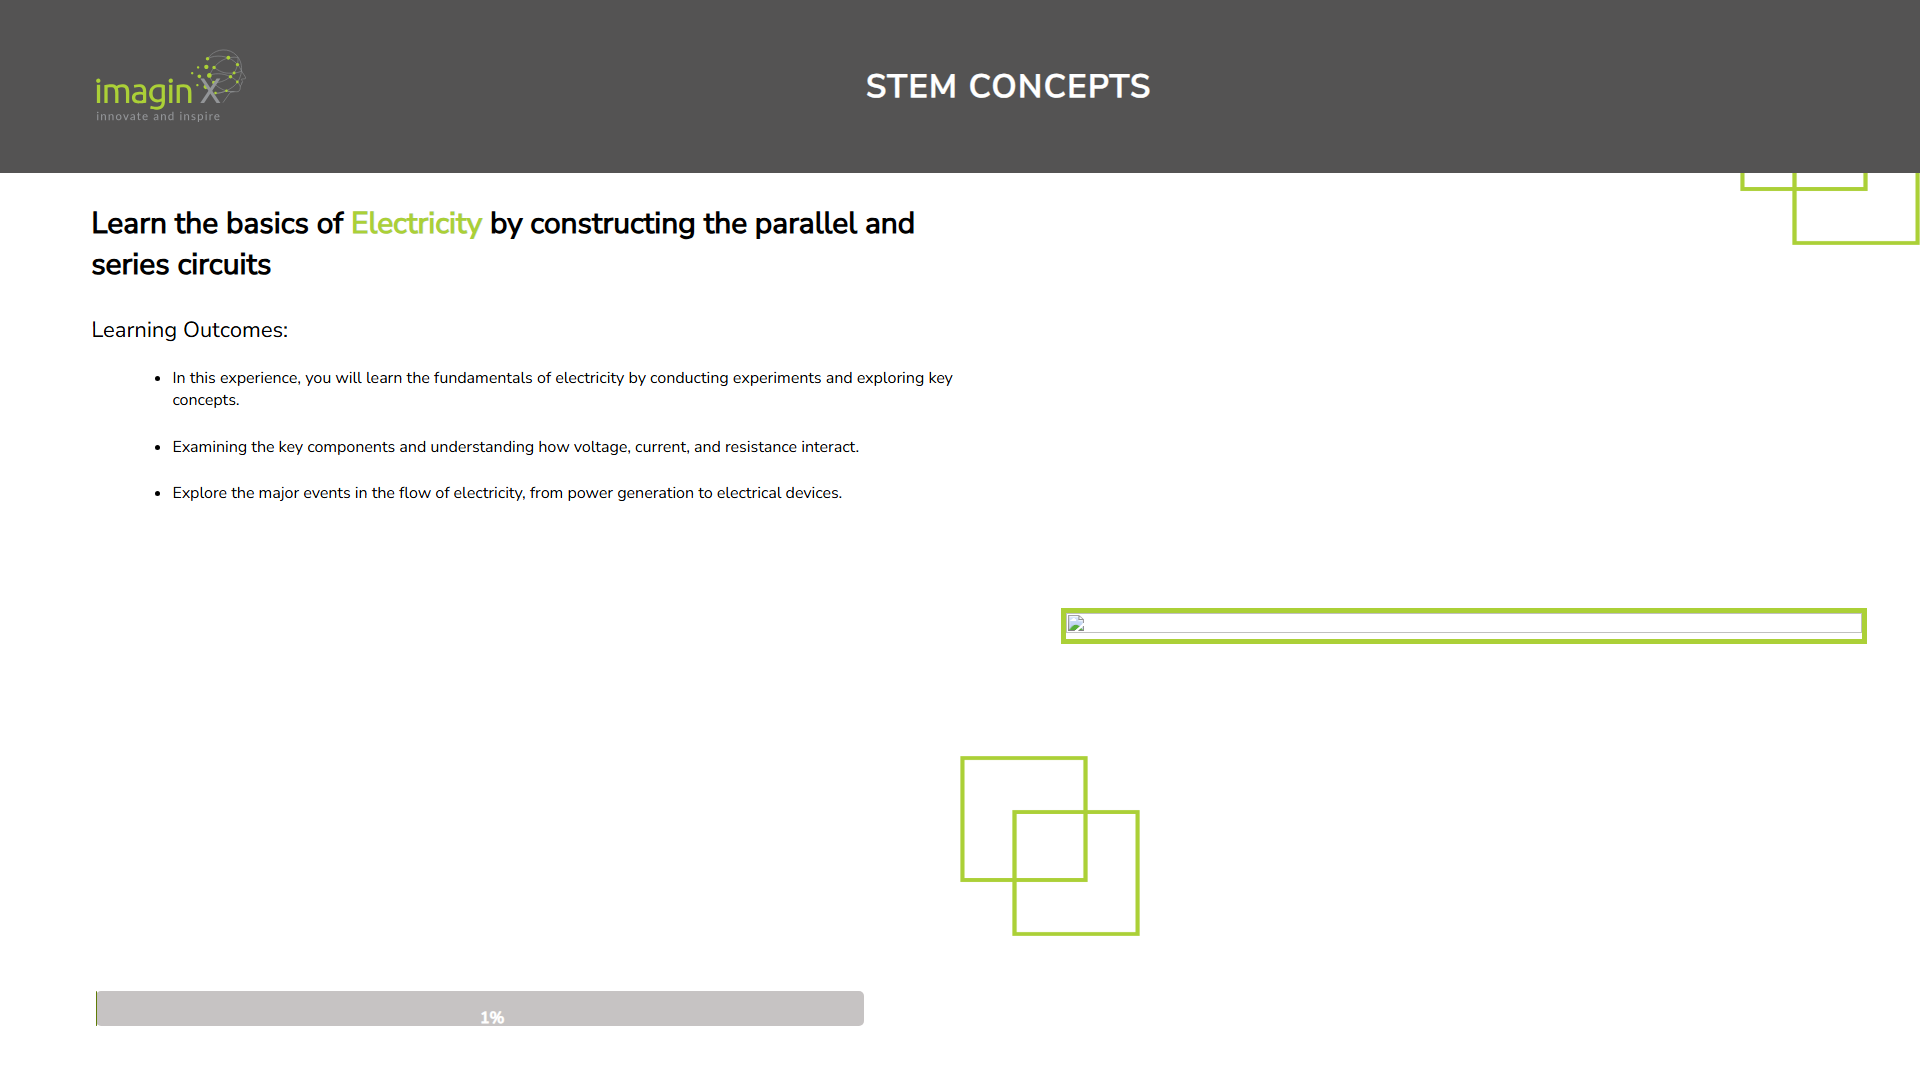 imagin X
innovate and inspire
STEM CONCEPTS
Learn the basics of Electricity by constructing the parallel and
series circuits
Learning Outcomes:
In this experience, you will learn the fundamentals of electricity by conducting experiments and exploring key
concepts.
Examining the key components and understanding how voltage, current, and resistance interact.
Explore the major events in the flow of electricity, from power generation to electrical devices.
1%